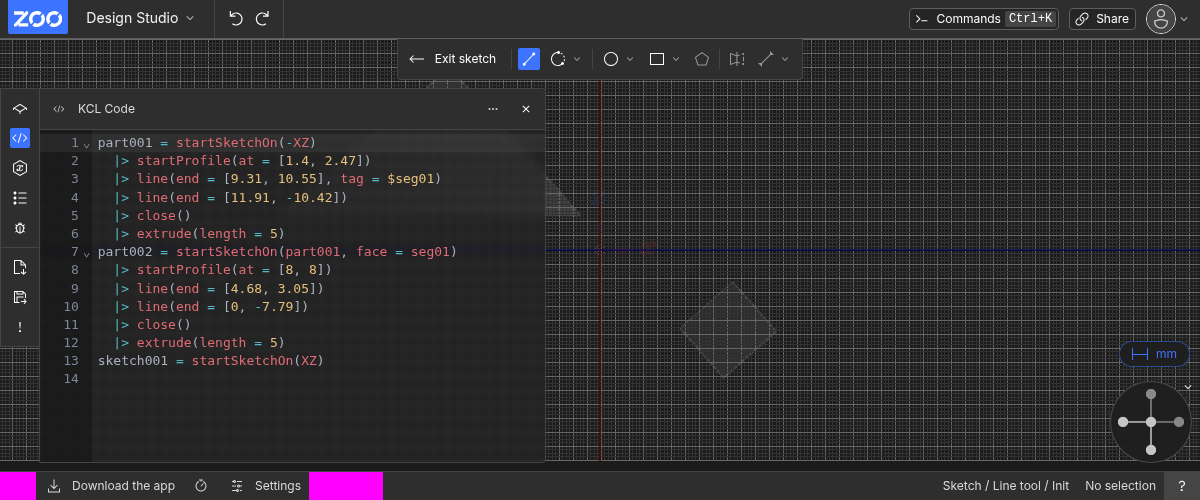 ZOO Design Studio Commands Ctrl+K Share
Exit sketch
KCL Code
1 part001 = startSketchOn(-XZ)
2   |> startProfile(at = [1.4, 2.47])
3   |> line(end = [9.31, 10.55], tag = $seg01)
4   |> line(end = [11.91, -10.42])
5   |> close()
6   |> extrude(length = 5)
7 part002 = startSketchOn(part001, face = seg01)
8   |> startProfile(at = [8, 8])
9   |> line(end = [4.68, 3.05])
10   |> line(end = [0, -7.79])
11   |> close()
12   |> extrude(length = 5)
13 sketch001 = startSketchOn(XZ)
14
mm
Download the app Settings Sketch / Line tool / Init No selection ?